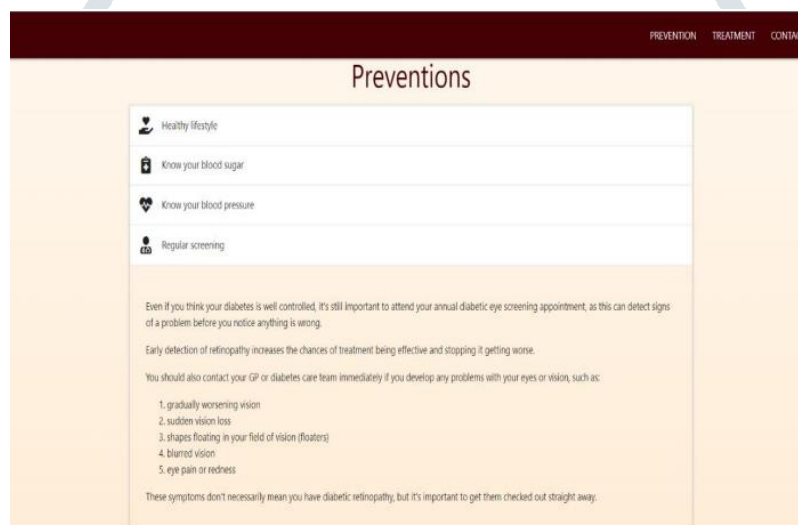 PREVENTION TREATMENT CONTAC
Preventions
Healthy lifestyle
Know your blood sugar
Know your blood pressure
Regular screening
Even if you think your diabetes is well controlled, it's still important to attend your annual diabetic eye screening appointment, as this can detect signs
of a problem before you notice anything is wrong.
Early detection of retinopathy increases the chances of treatment being effective and stopping it getting worse.
You should also contact your GP or diabetes care team immediately if you develop any problems with your eyes or vision, such as:
1. gradually worsening vision
2. sudden vision loss
3. shapes floating in your field of vision (floaters)
4. blurred vision
5. eye pain or redness
These symptoms don't necessarily mean you have diabetic retinopathy, but it's important to get them checked out straight away.